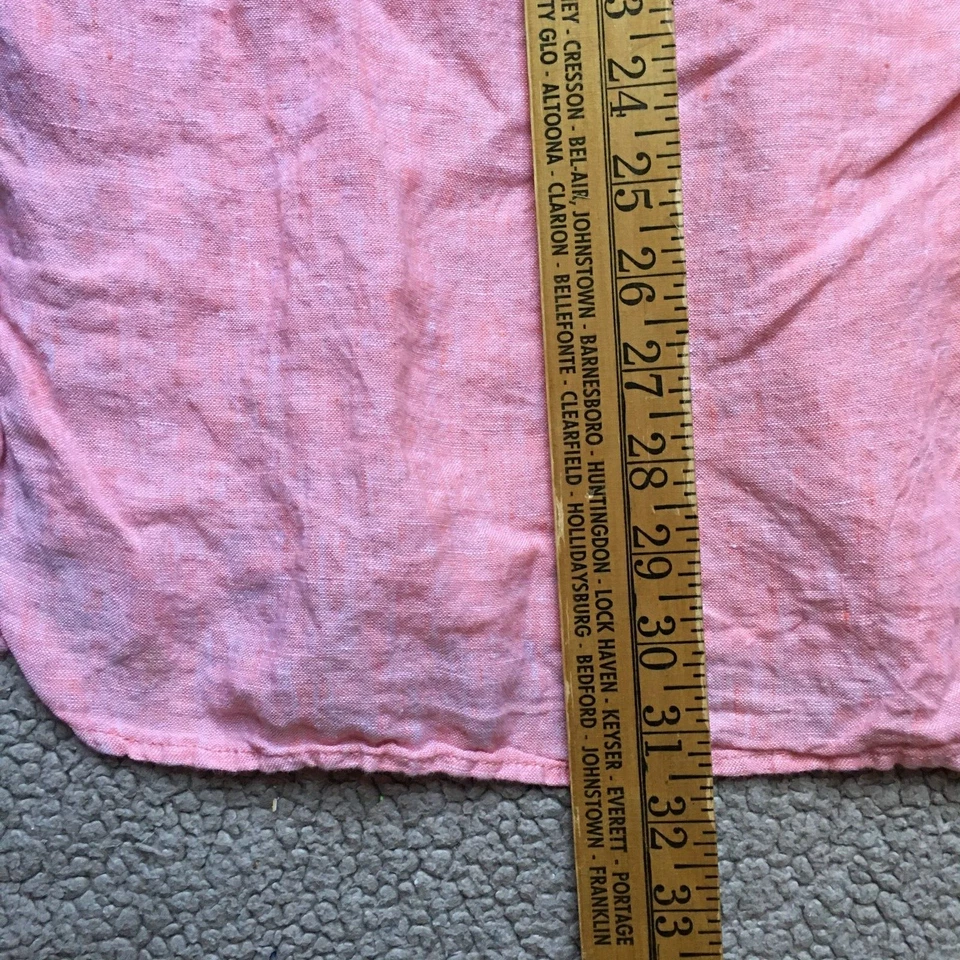 3 24 25 26 27 28 29 30 31 32 33
EY - CRESSON - BEL-AIR, JOHNSTOWN - BARNESBORO - HUNTINGDON - LOCK HAVEN - KEYSER - EVERETT - PORTAGE
TY GLO - ALTOONA - CLARION - BELLEFONTE - CLEARFIELD - HOLLIDAYSBURG - BEDFORD - JOHNSTOWN - FRANKLIN